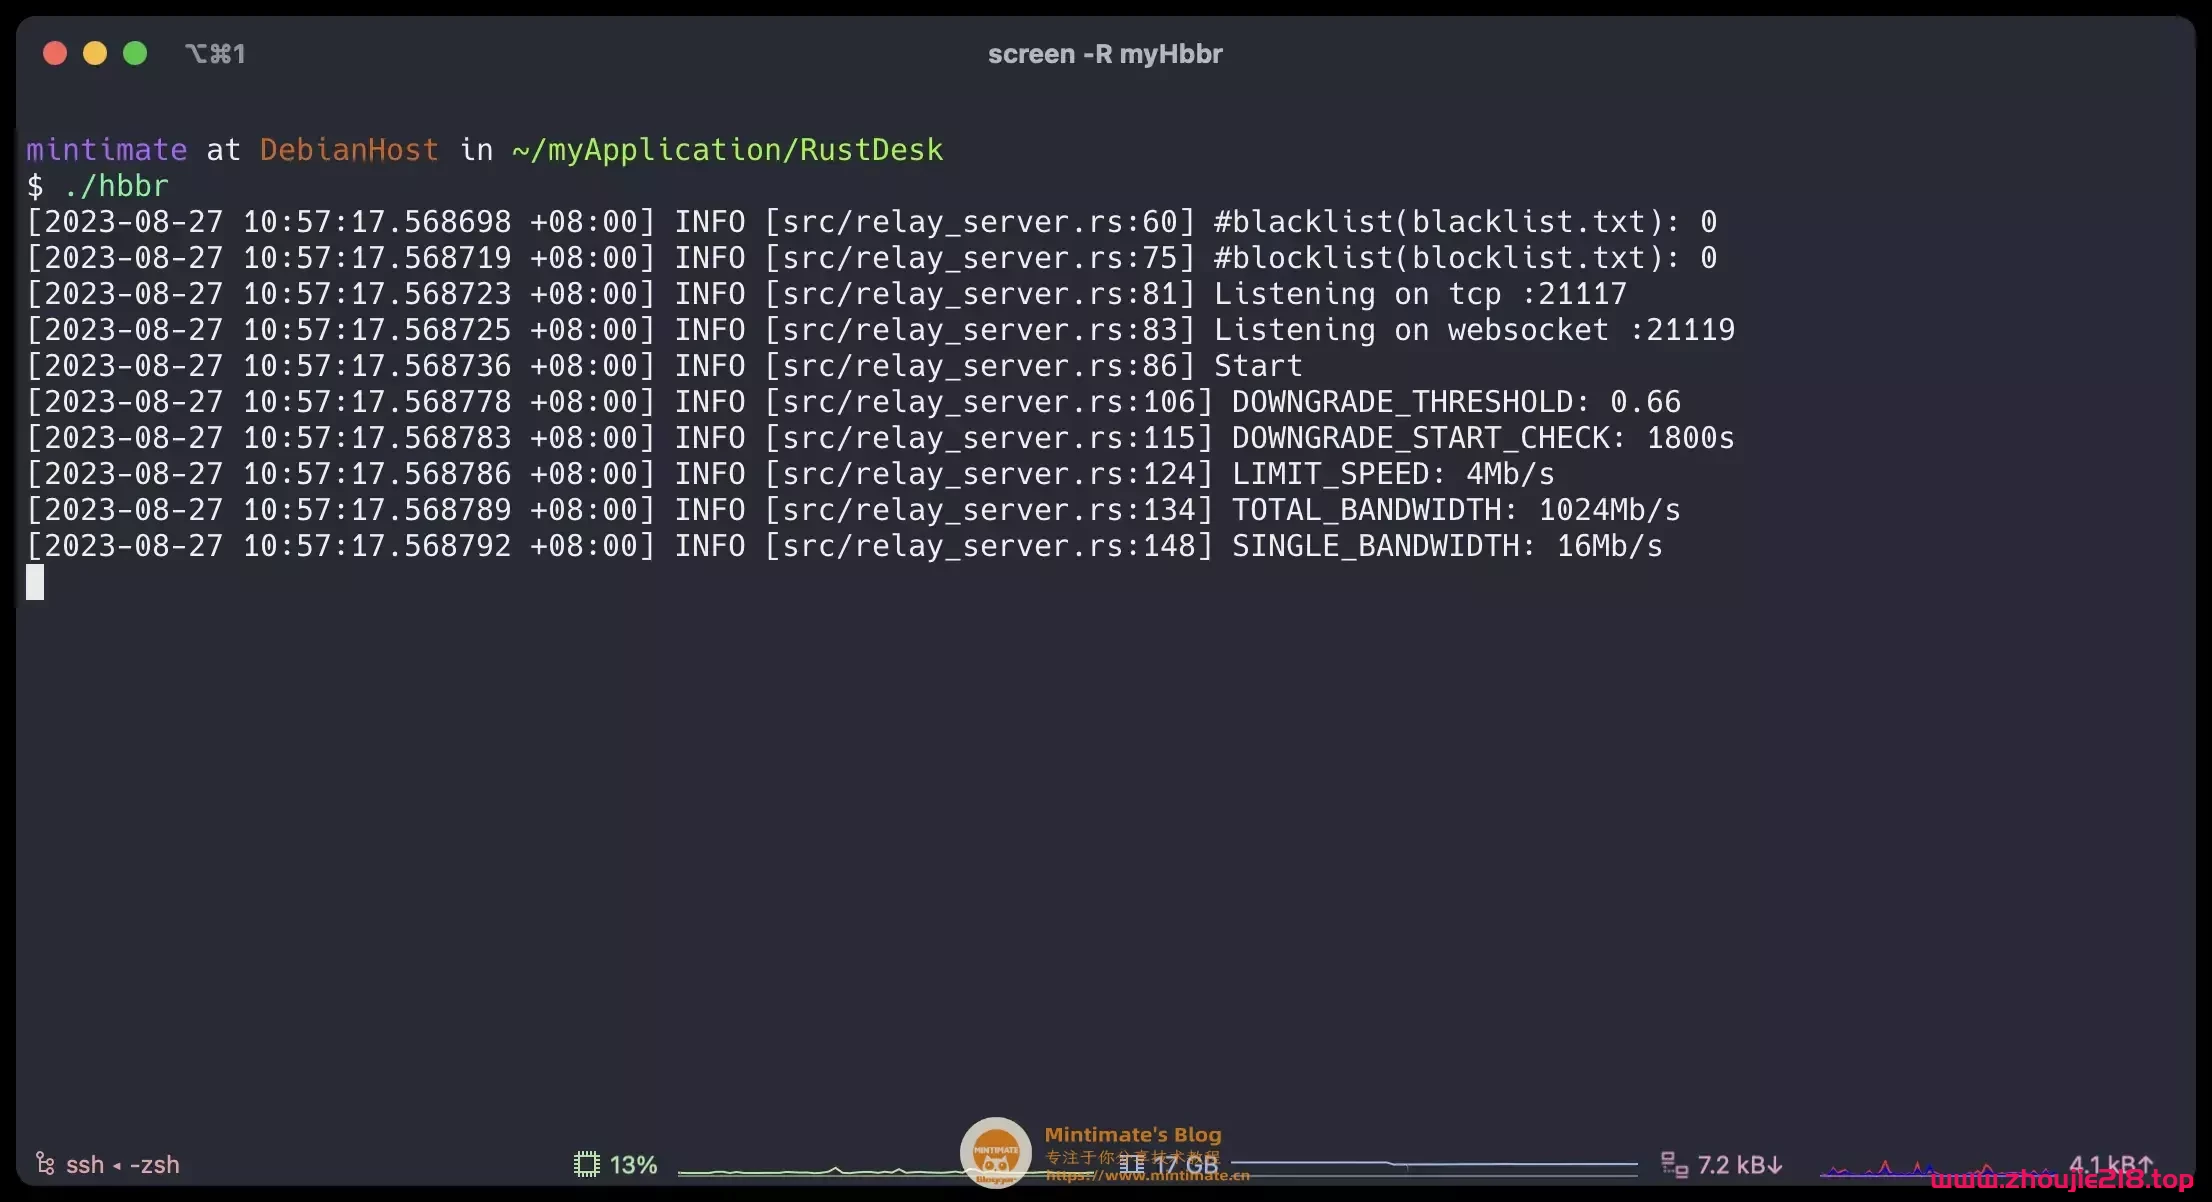 ⌥⌘1
screen -R myHbbr
mintimate at DebianHost in ~/myApplication/RustDesk
$ ./hbbr
[2023-08-27 10:57:17.568698 +08:00] INFO [src/relay_server.rs:60] #blacklist(blacklist.txt): 0
[2023-08-27 10:57:17.568719 +08:00] INFO [src/relay_server.rs:75] #blocklist(blocklist.txt): 0
[2023-08-27 10:57:17.568723 +08:00] INFO [src/relay_server.rs:81] Listening on tcp :21117
[2023-08-27 10:57:17.568725 +08:00] INFO [src/relay_server.rs:83] Listening on websocket :21119
[2023-08-27 10:57:17.568736 +08:00] INFO [src/relay_server.rs:86] Start
[2023-08-27 10:57:17.568778 +08:00] INFO [src/relay_server.rs:106] DOWNGRADE_THRESHOLD: 0.66
[2023-08-27 10:57:17.568783 +08:00] INFO [src/relay_server.rs:115] DOWNGRADE_START_CHECK: 1800s
[2023-08-27 10:57:17.568786 +08:00] INFO [src/relay_server.rs:124] LIMIT_SPEED: 4Mb/s
[2023-08-27 10:57:17.568789 +08:00] INFO [src/relay_server.rs:134] TOTAL_BANDWIDTH: 1024Mb/s
[2023-08-27 10:57:17.568792 +08:00] INFO [src/relay_server.rs:148] SINGLE_BANDWIDTH: 16Mb/s
ssh ◂ -zsh
13%
MINTIMATE
Blogger
Mintimate's Blog
专注于你分享技术教程
https://www.mintimate.cn
17 GB
7.2 kB↓
4.1 kB↑
www.zhoujie218.top